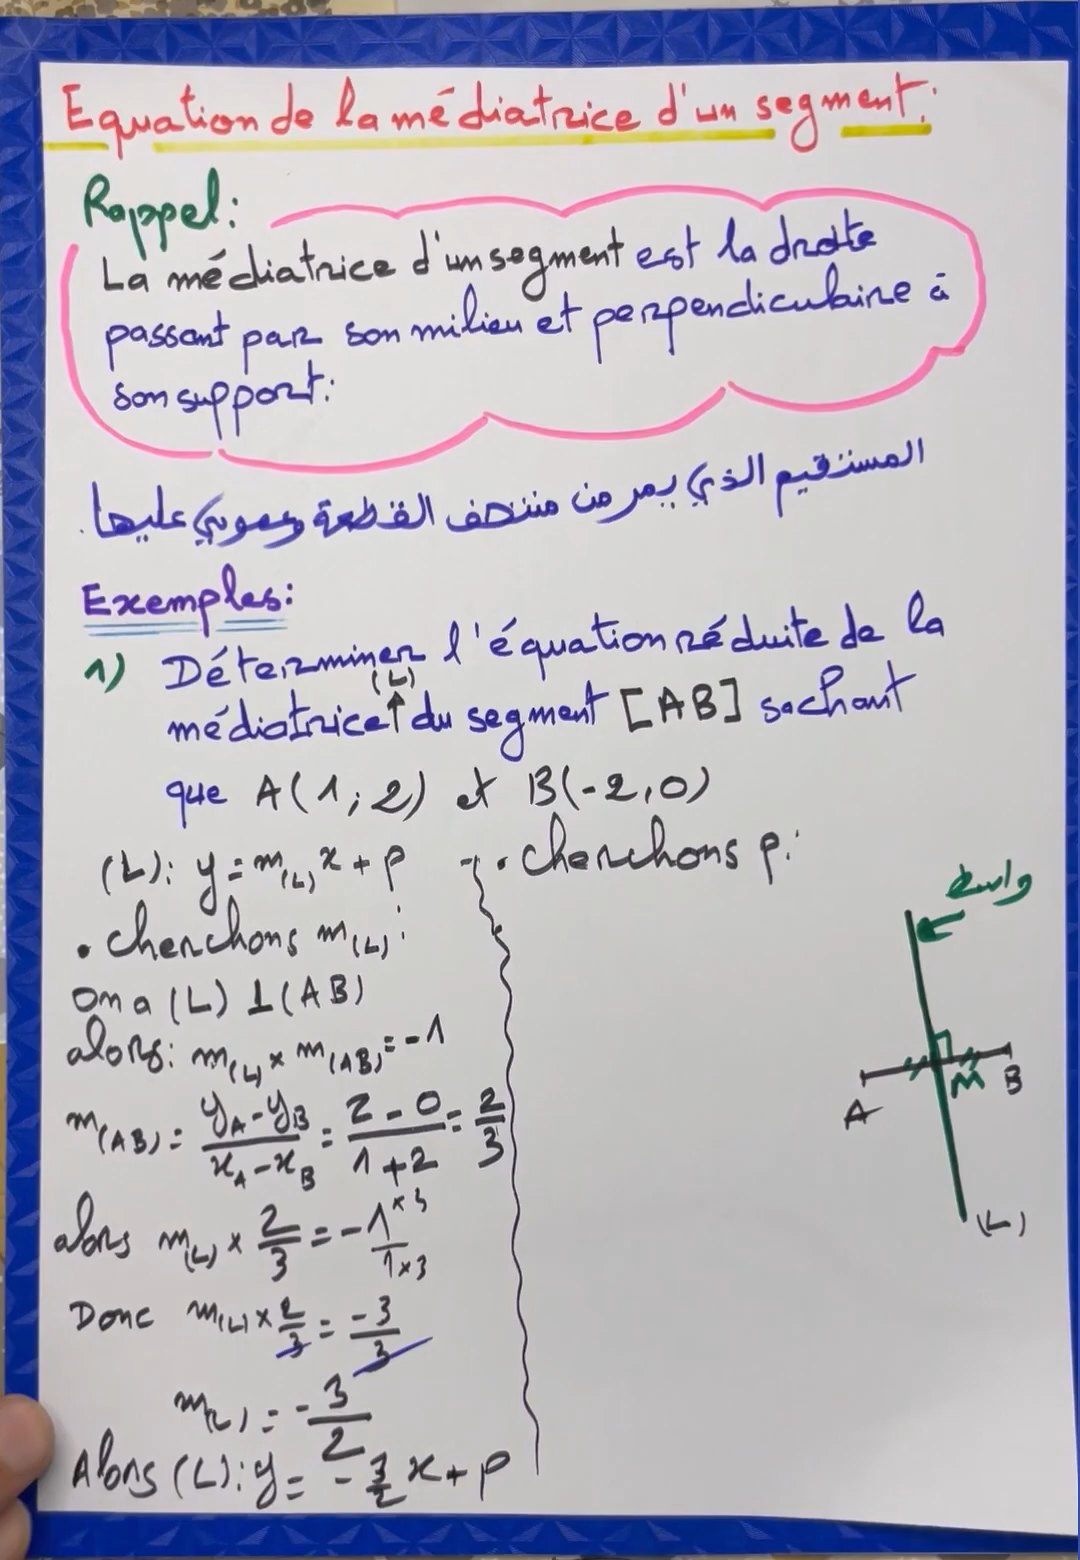 Equation de la médiatrice d'un segment:
Rappel:
La médiatrice d'un segment est la droite
passant par son milieu et perpendiculaire à
son support:
المستقيم الذي يمر من منتصف القطعة وعمودي عليها.
Exemples:
1) Déterminer l'équation réduite de la
(L)
médiatrice↑ du segment [AB] sachant
que A(1;2) et B(-2,0)
(L): y = m(L) x + p
• cherchons m(L):
on a (L) ⊥ (AB)
alors: m(L) × m(AB) = -1
m(AB) = yA - yB / xA - xB = 2 - 0 / 1 + 2 = 2/3
alors m(L) × 2/3 = -1×3 / 1×3
Donc m(L) × 2/3 = -3/3
m(L) = -3/2
Alors (L): y = -3/2 x + p
• cherchons p:
واسط
A
M
B
(L)